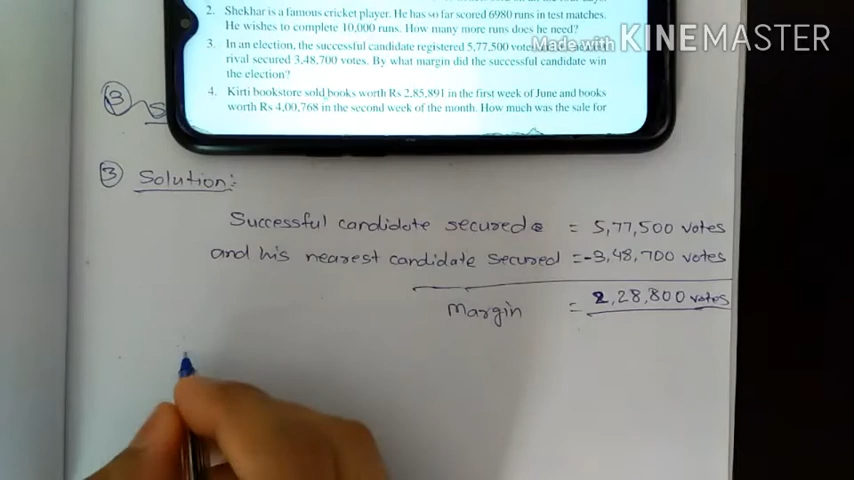 2. Shekhar is a famous cricket player. He has so far scored 6980 runs in test matches.
He wishes to complete 10,000 runs. How many more runs does he need?
3. In an election, the successful candidate registered 5,77,500 votes
Made with KINEMASTER
rival secured 3,48,700 votes. By what margin did the successful candidate win
the election?
4. Kirti bookstore sold books worth Rs 2,85,891 in the first week of June and books
worth Rs 4,00,768 in the second week of the month. How much was the sale for
3
3 Solution:
Successful candidate secured = 5,77,500 votes
and his nearest candidate secured = -3,48,700 votes
Margin = 2,28,800 votes